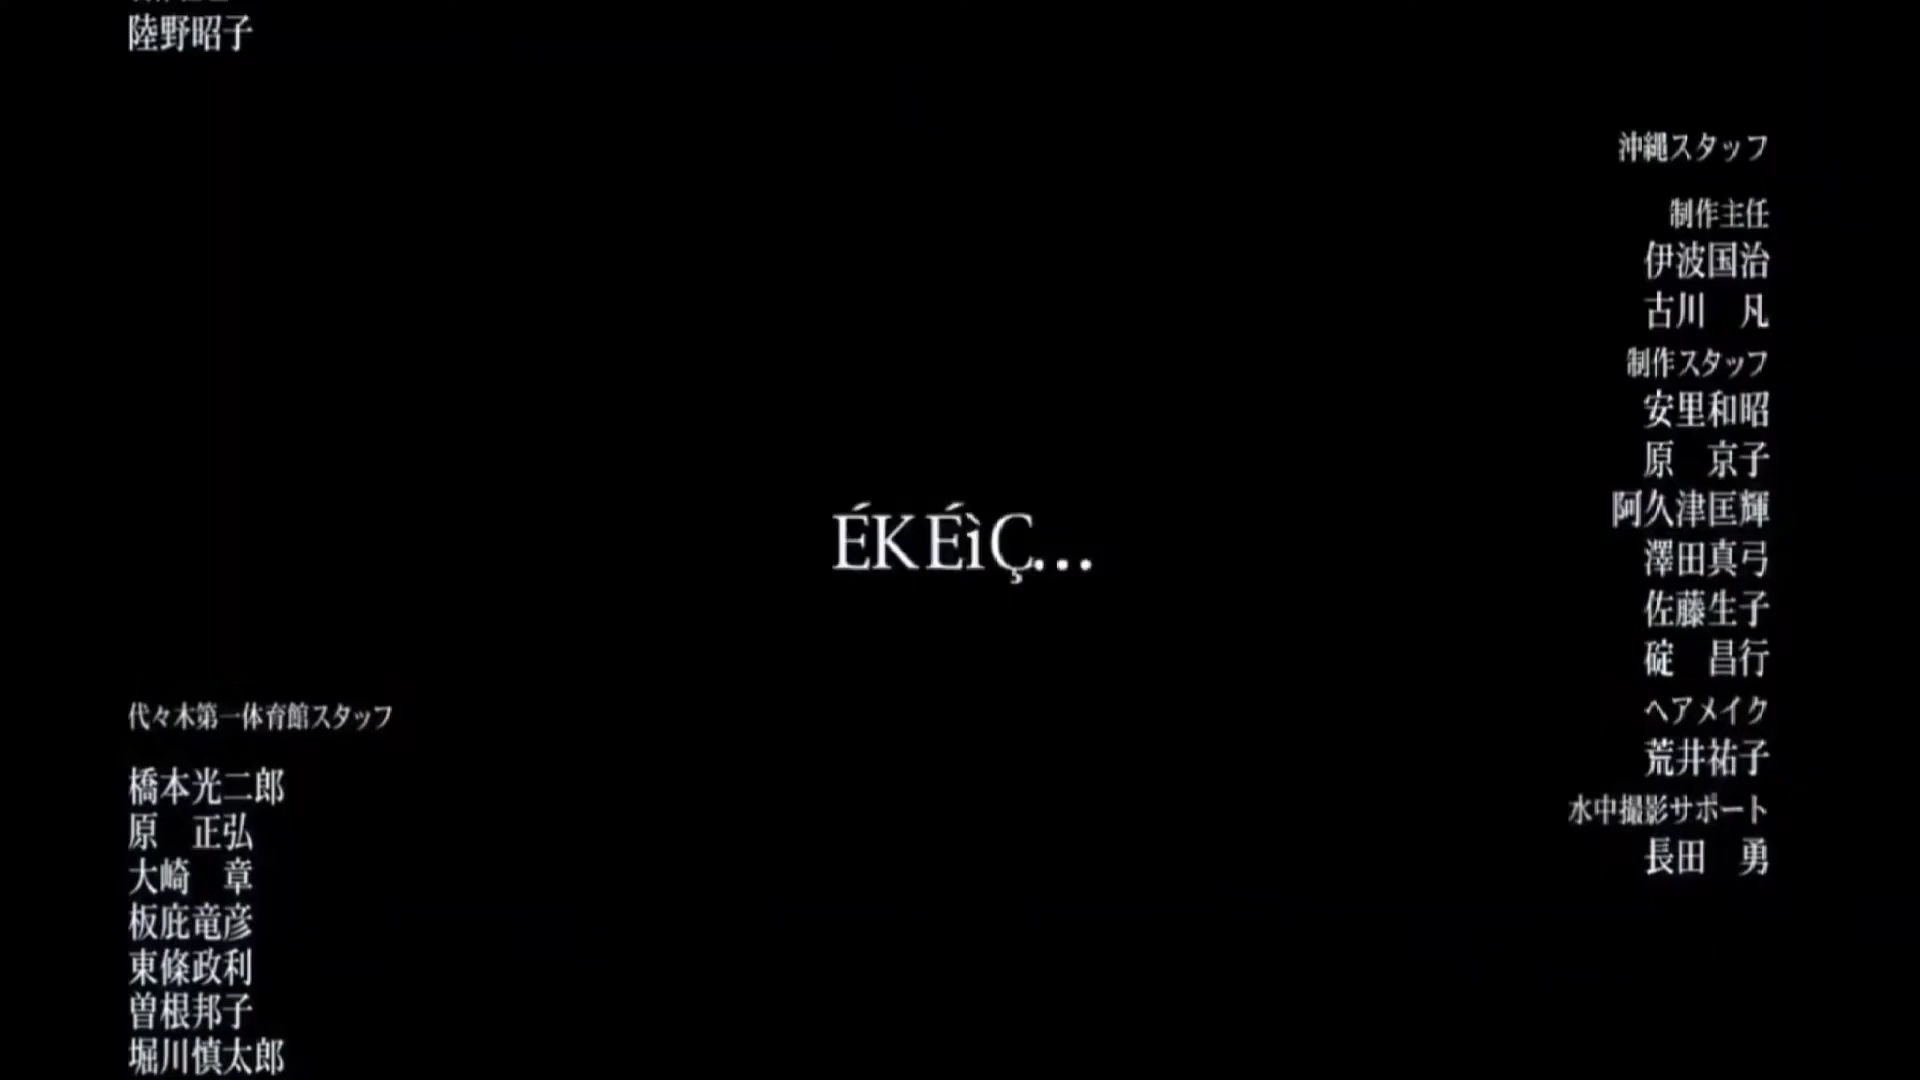 陸野昭子
沖縄スタッフ
制作主任
伊波国治
古川　凡
制作スタッフ
安里和昭
原　京子
阿久津匡輝
澤田真弓
佐藤生子
碇　昌行
ヘアメイク
荒井祐子
水中撮影サポート
長田　勇
ÉKÉìÇ...
代々木第一体育館スタッフ
橋本光二郎
原　正弘
大崎　章
板庇竜彦
東條政利
曽根邦子
堀川慎太郎